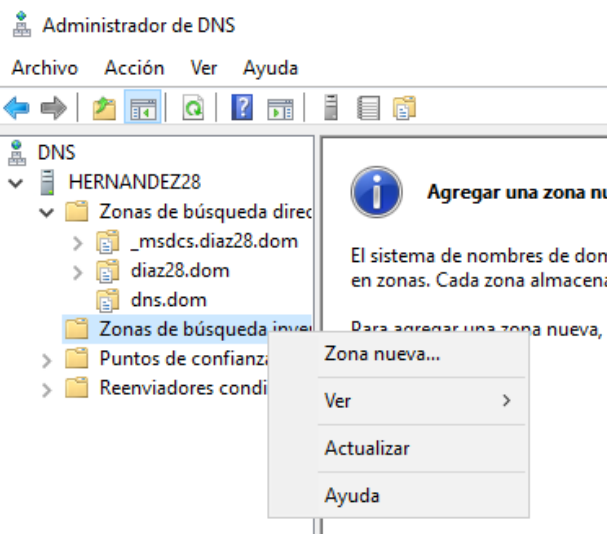 Administrador de DNS
Archivo Acción Ver Ayuda
DNS
HERNANDEZ28
Zonas de búsqueda direc
_msdcs.diaz28.dom
diaz28.dom
dns.dom
Zonas de búsqueda inver
Puntos de confianza
Reenviadores condi
Agregar una zona nu
El sistema de nombres de dom
en zonas. Cada zona almacena
Para agregar una zona nueva,
Zona nueva...
Ver
Actualizar
Ayuda